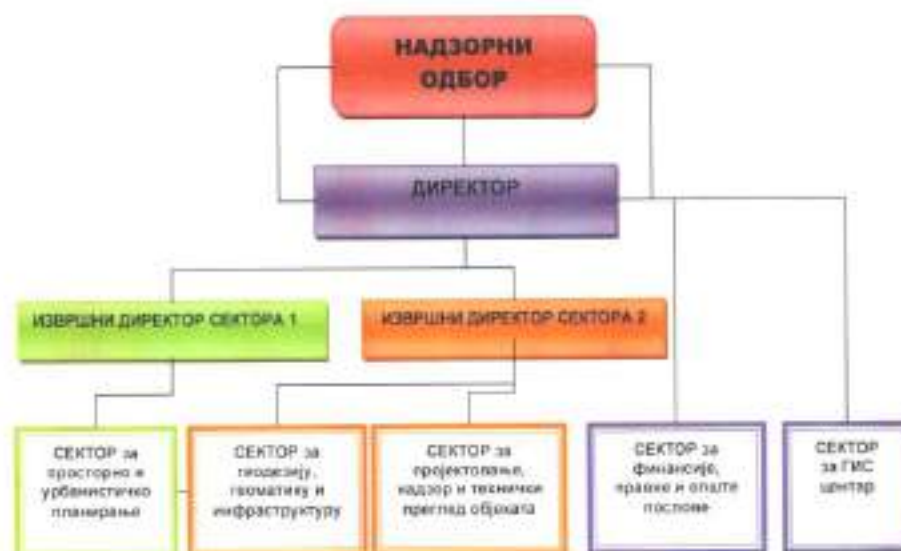 НАДЗОРНИ
ОДБОР
ДИРЕКТОР
ИЗВРШНИ ДИРЕКТОР СЕКТОРА 1
ИЗВРШНИ ДИРЕКТОР СЕКТОРА 2
СЕКТОР за
просторно и
урбанистичко
планирање
СЕКТОР за
геодезију,
геоматику и
инфраструктуру
СЕКТОР за
пројектовање,
надзор и технички
преглед објеката
СЕКТОР за
финансије,
правне и опште
послове
СЕКТОР
за ГИС
центар